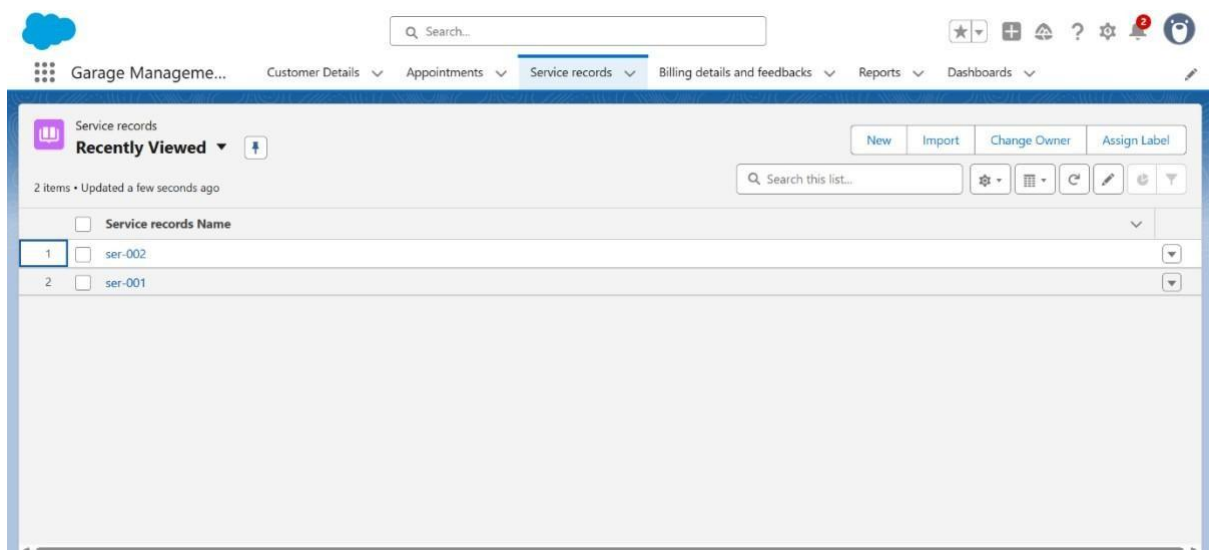 Search...
2
Garage Manageme... Customer Details Appointments Service records Billing details and feedbacks Reports Dashboards
Service records
Recently Viewed
New Import Change Owner Assign Label
2 items • Updated a few seconds ago
Search this list...
Service records Name
1 ser-002
2 ser-001